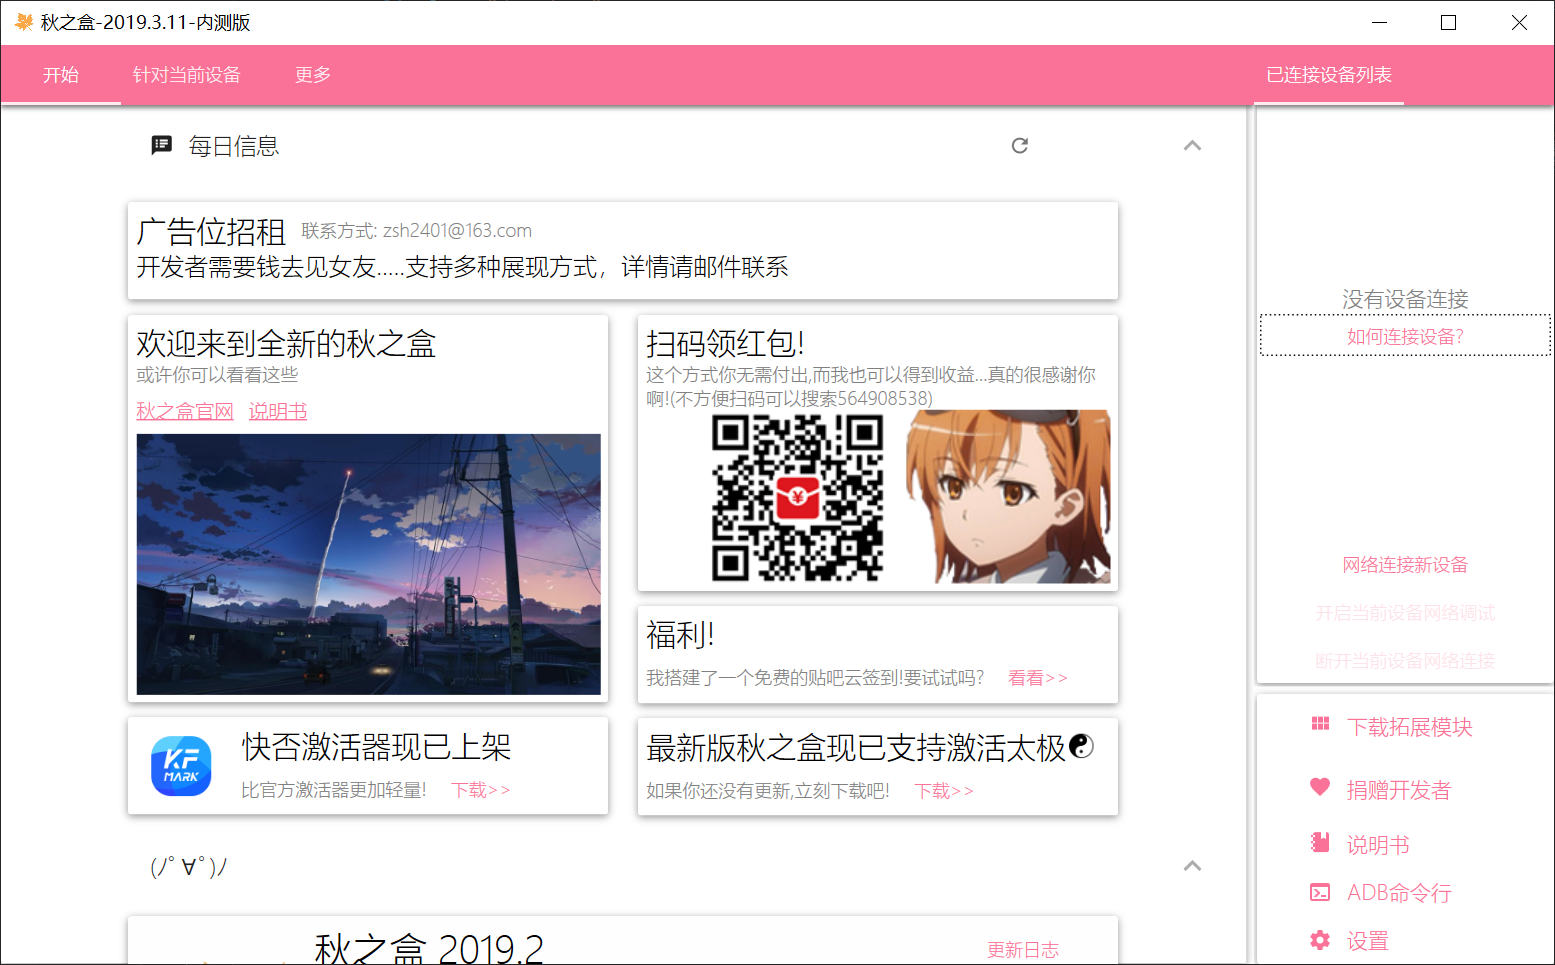 秋之盒-2019.3.11-内测版
开始
针对当前设备
更多
已连接设备列表
每日信息
广告位招租 联系方式: zsh2401@163.com
开发者需要钱去见女友.....支持多种展现方式，详情请邮件联系
欢迎来到全新的秋之盒
或许你可以看看这些
秋之盒官网 说明书
扫码领红包!
这个方式你无需付出,而我也可以得到收益...真的很感谢你
啊!(不方便扫码可以搜索564908538)
福利!
我搭建了一个免费的贴吧云签到!要试试吗? 看看>>
KF
MARK
快否激活器现已上架
比官方激活器更加轻量! 下载>>
最新版秋之盒现已支持激活太极
如果你还没有更新,立刻下载吧! 下载>>
(ﾉﾟ∀ﾟ)ﾉ
秋之盒 2019.2
更新日志
没有设备连接
如何连接设备?
网络连接新设备
开启当前设备网络调试
断开当前设备网络连接
下载拓展模块
捐赠开发者
说明书
ADB命令行
设置